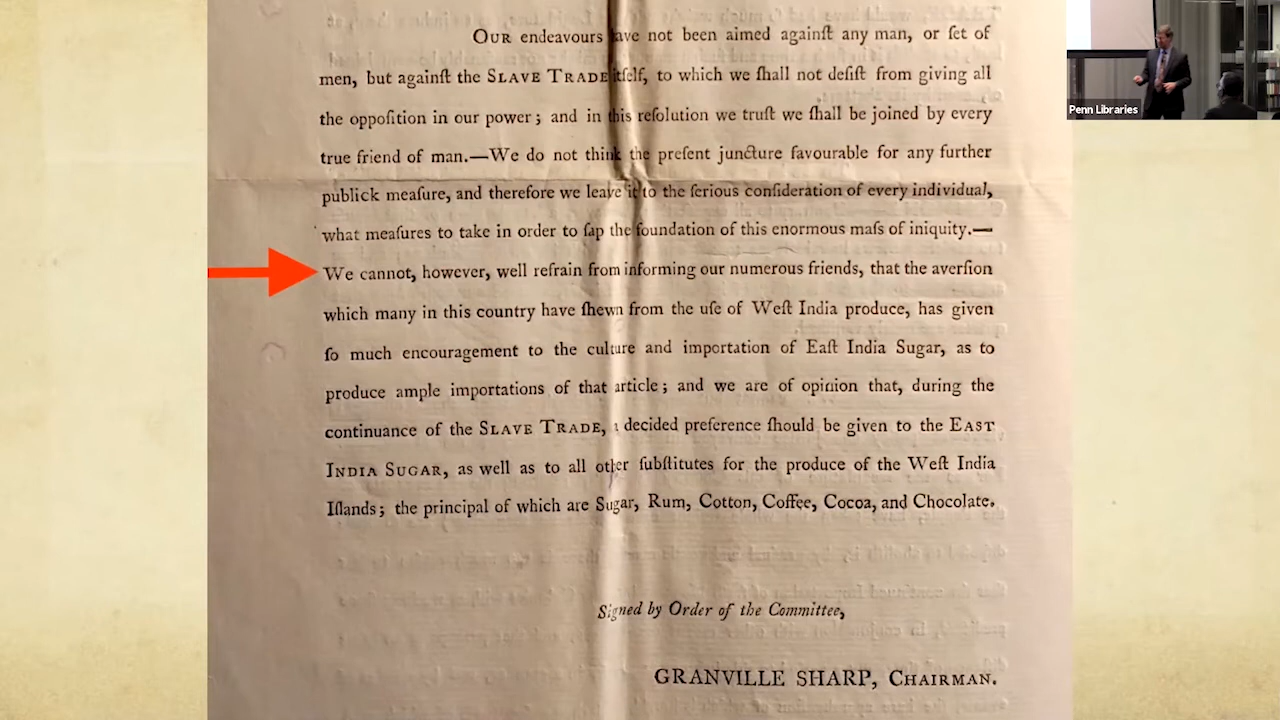 OUR endeavours have not been aimed againſt any man, or ſet of
men, but againſt the SLAVE TRADE itſelf, to which we ſhall not deſiſt from giving all
the oppoſition in our power; and in this reſolution we truſt we ſhall be joined by every
true friend of man.—We do not think the preſent juncture favourable for any further
publick meaſure, and therefore we leave it to the ſerious conſideration of every individual,
what meaſures to take in order to ſap the foundation of this enormous maſs of iniquity.—
We cannot, however, well refrain from informing our numerous friends, that the averſion
which many in this country have ſhewn from the uſe of Weſt India produce, has given
ſo much encouragement to the culture and importation of Eaſt India Sugar, as to
produce ample importations of that article; and we are of opinion that, during the
continuance of the SLAVE TRADE, a decided preference ſhould be given to the EAST
INDIA SUGAR, as well as to all other ſubſtitutes for the produce of the Weſt India
Iſlands; the principal of which are Sugar, Rum, Cotton, Coffee, Cocoa, and Chocolate.
Signed by Order of the Committee,
GRANVILLE SHARP, CHAIRMAN.
Penn Libraries